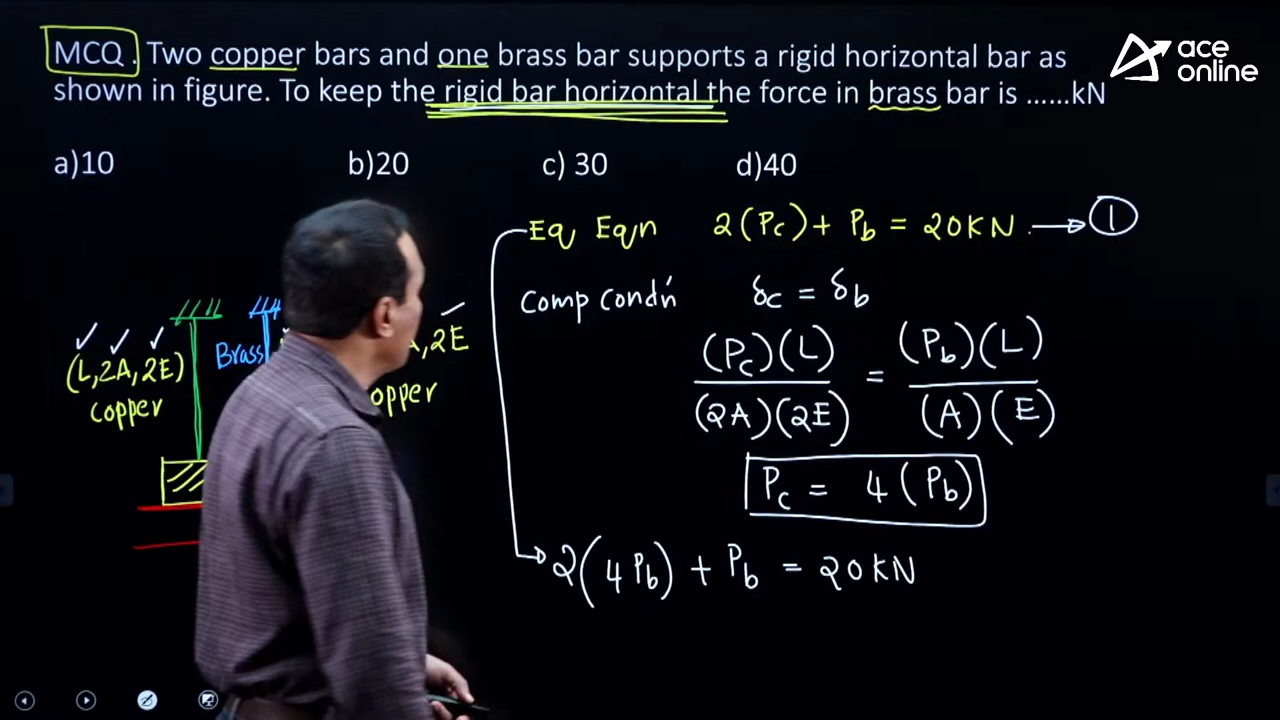 MCQ. Two copper bars and one brass bar supports a rigid horizontal bar as
shown in figure. To keep the rigid bar horizontal the force in brass bar is ......kN
ace
online
a)10 b)20 c) 30 d)40
Eq Eqn 2(Pc) + Pb = 20KN → 1
Comp Condn δc = δb
(Pc)(L) / (2A)(2E) = (Pb)(L) / (A)(E)
Pc = 4(Pb)
2(4Pb) + Pb = 20KN
(L,2A,2E)
copper
Brass
,2E
opper